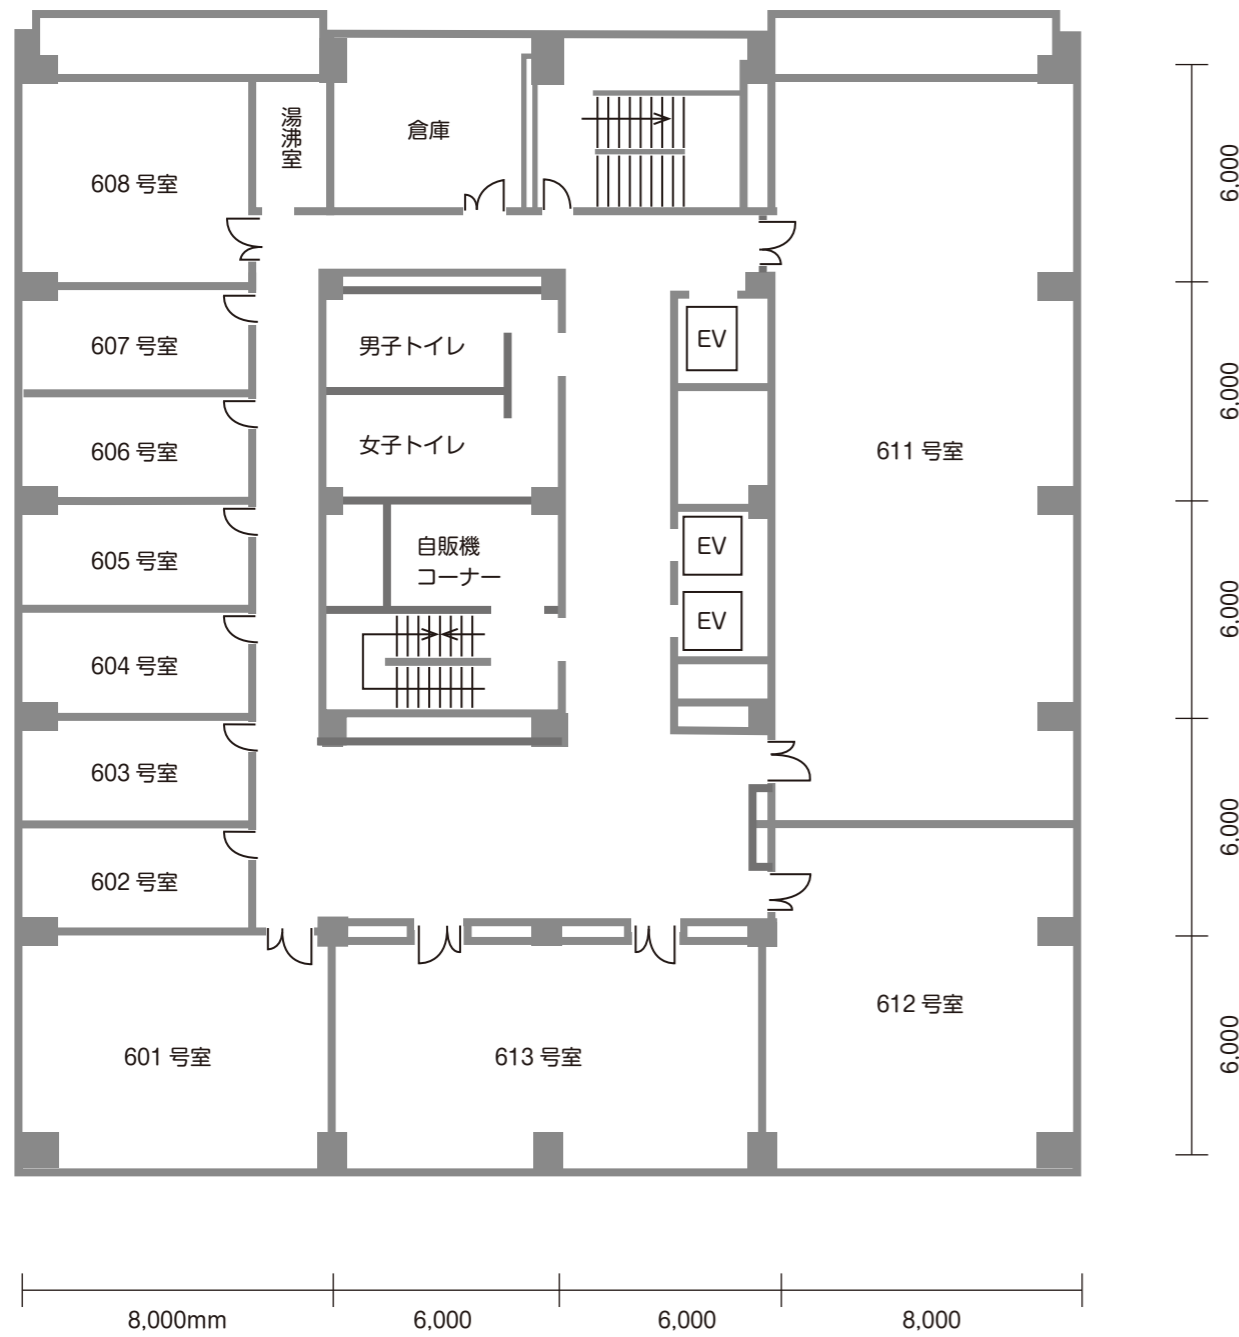 湯沸室
倉庫
608 号室
6.000
607 号室
男子トイレ
EV
6.000
606 号室
女子トイレ
611 号室
605 号室
自販機
コーナー
EV
6.000
604 号室
EV
603 号室
6.000
602 号室
612 号室
601 号室
613 号室
6.000
8,000mm
6,000
6,000
8,000